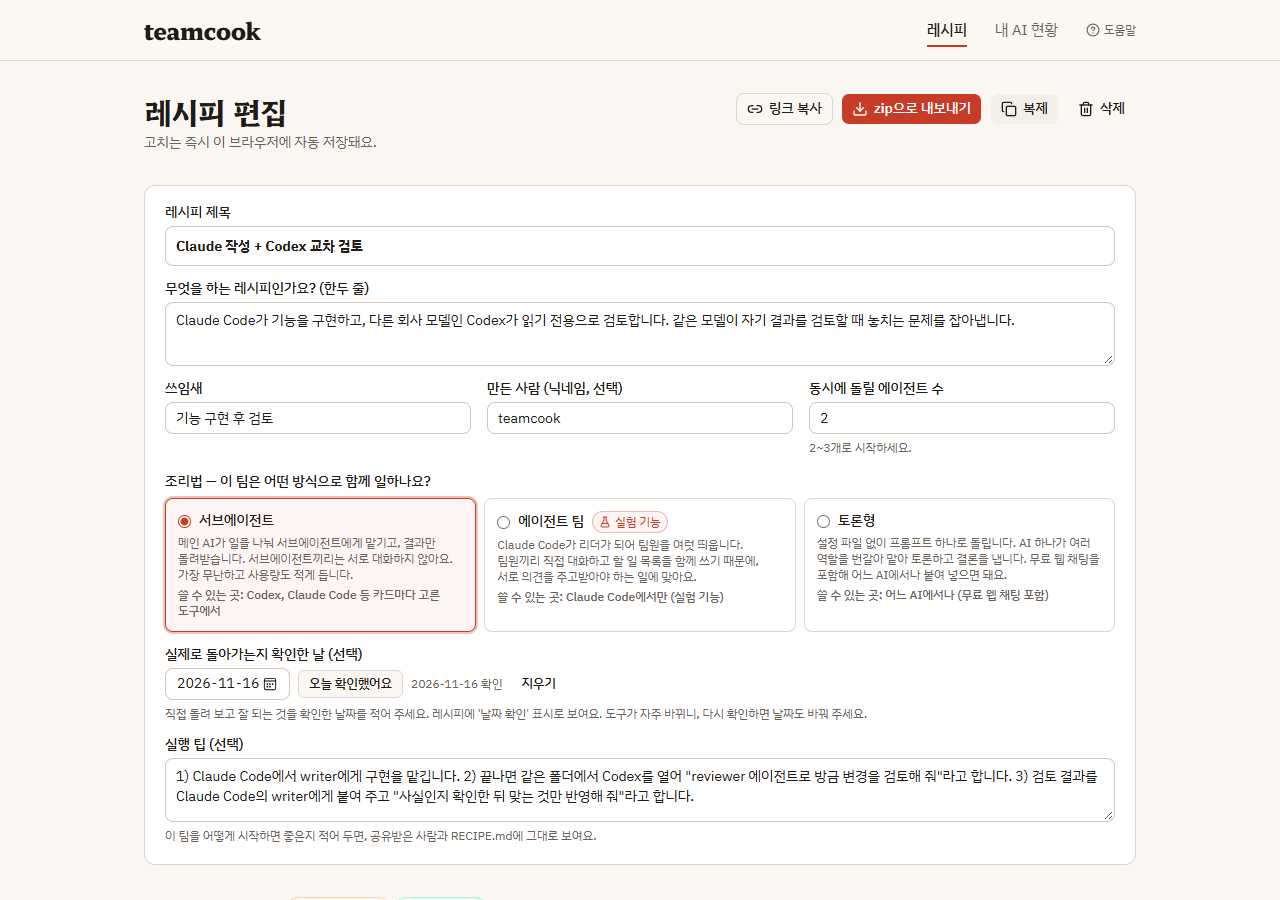 teamcook
레시피
내 AI 현황
도움말
레시피 편집
링크 복사
zip으로 내보내기
복제
삭제
고치는 즉시 이 브라우저에 자동 저장돼요.
레시피 제목
Claude 작성 + Codex 교차 검토
무엇을 하는 레시피인가요? (한두 줄)
Claude Code가 기능을 구현하고, 다른 회사 모델인 Codex가 읽기 전용으로 검토합니다. 같은 모델이 자기 결과를 검토할 때 놓치는 문제를 잡아냅니다.
쓰임새
만든 사람 (닉네임, 선택)
동시에 돌릴 에이전트 수
기능 구현 후 검토
teamcook
2
2~3개로 시작하세요.
조리법 — 이 팀은 어떤 방식으로 함께 일하나요?
서브에이전트
메인 AI가 일을 나눠 서브에이전트에게 맡기고, 결과만
돌려받습니다. 서브에이전트끼리는 서로 대화하지 않아요.
가장 무난하고 사용량도 적게 듭니다.
쓸 수 있는 곳: Codex, Claude Code 등 카드마다 고른
도구에서
에이전트 팀
실험 기능
Claude Code가 리더가 되어 팀원을 여럿 띄웁니다.
팀원끼리 직접 대화하고 할 일 목록을 함께 쓰기 때문에,
서로 의견을 주고받아야 하는 일에 맞아요.
쓸 수 있는 곳: Claude Code에서만 (실험 기능)
토론형
설정 파일 없이 프롬프트 하나로 돌립니다. AI 하나가 여러
역할을 번갈아 맡아 토론하고 결론을 냅니다. 무료 웹 채팅을
포함해 어느 AI에서나 붙여 넣으면 돼요.
쓸 수 있는 곳: 어느 AI에서나 (무료 웹 채팅 포함)
실제로 돌아가는지 확인한 날 (선택)
2026-11-16
오늘 확인했어요
2026-11-16 확인
지우기
직접 돌려 보고 잘 되는 것을 확인한 날짜를 적어 주세요. 레시피에 '날짜 확인' 표시로 보여요. 도구가 자주 바뀌니, 다시 확인하면 날짜도 바꿔 주세요.
실행 팁 (선택)
1) Claude Code에서 writer에게 구현을 맡깁니다. 2) 끝나면 같은 폴더에서 Codex를 열어 "reviewer 에이전트로 방금 변경을 검토해 줘"라고 합니다. 3) 검토 결과를
Claude Code의 writer에게 붙여 주고 "사실인지 확인한 뒤 맞는 것만 반영해 줘"라고 합니다.
이 팀을 어떻게 시작하면 좋은지 적어 두면, 공유받은 사람과 RECIPE.md에 그대로 보여요.